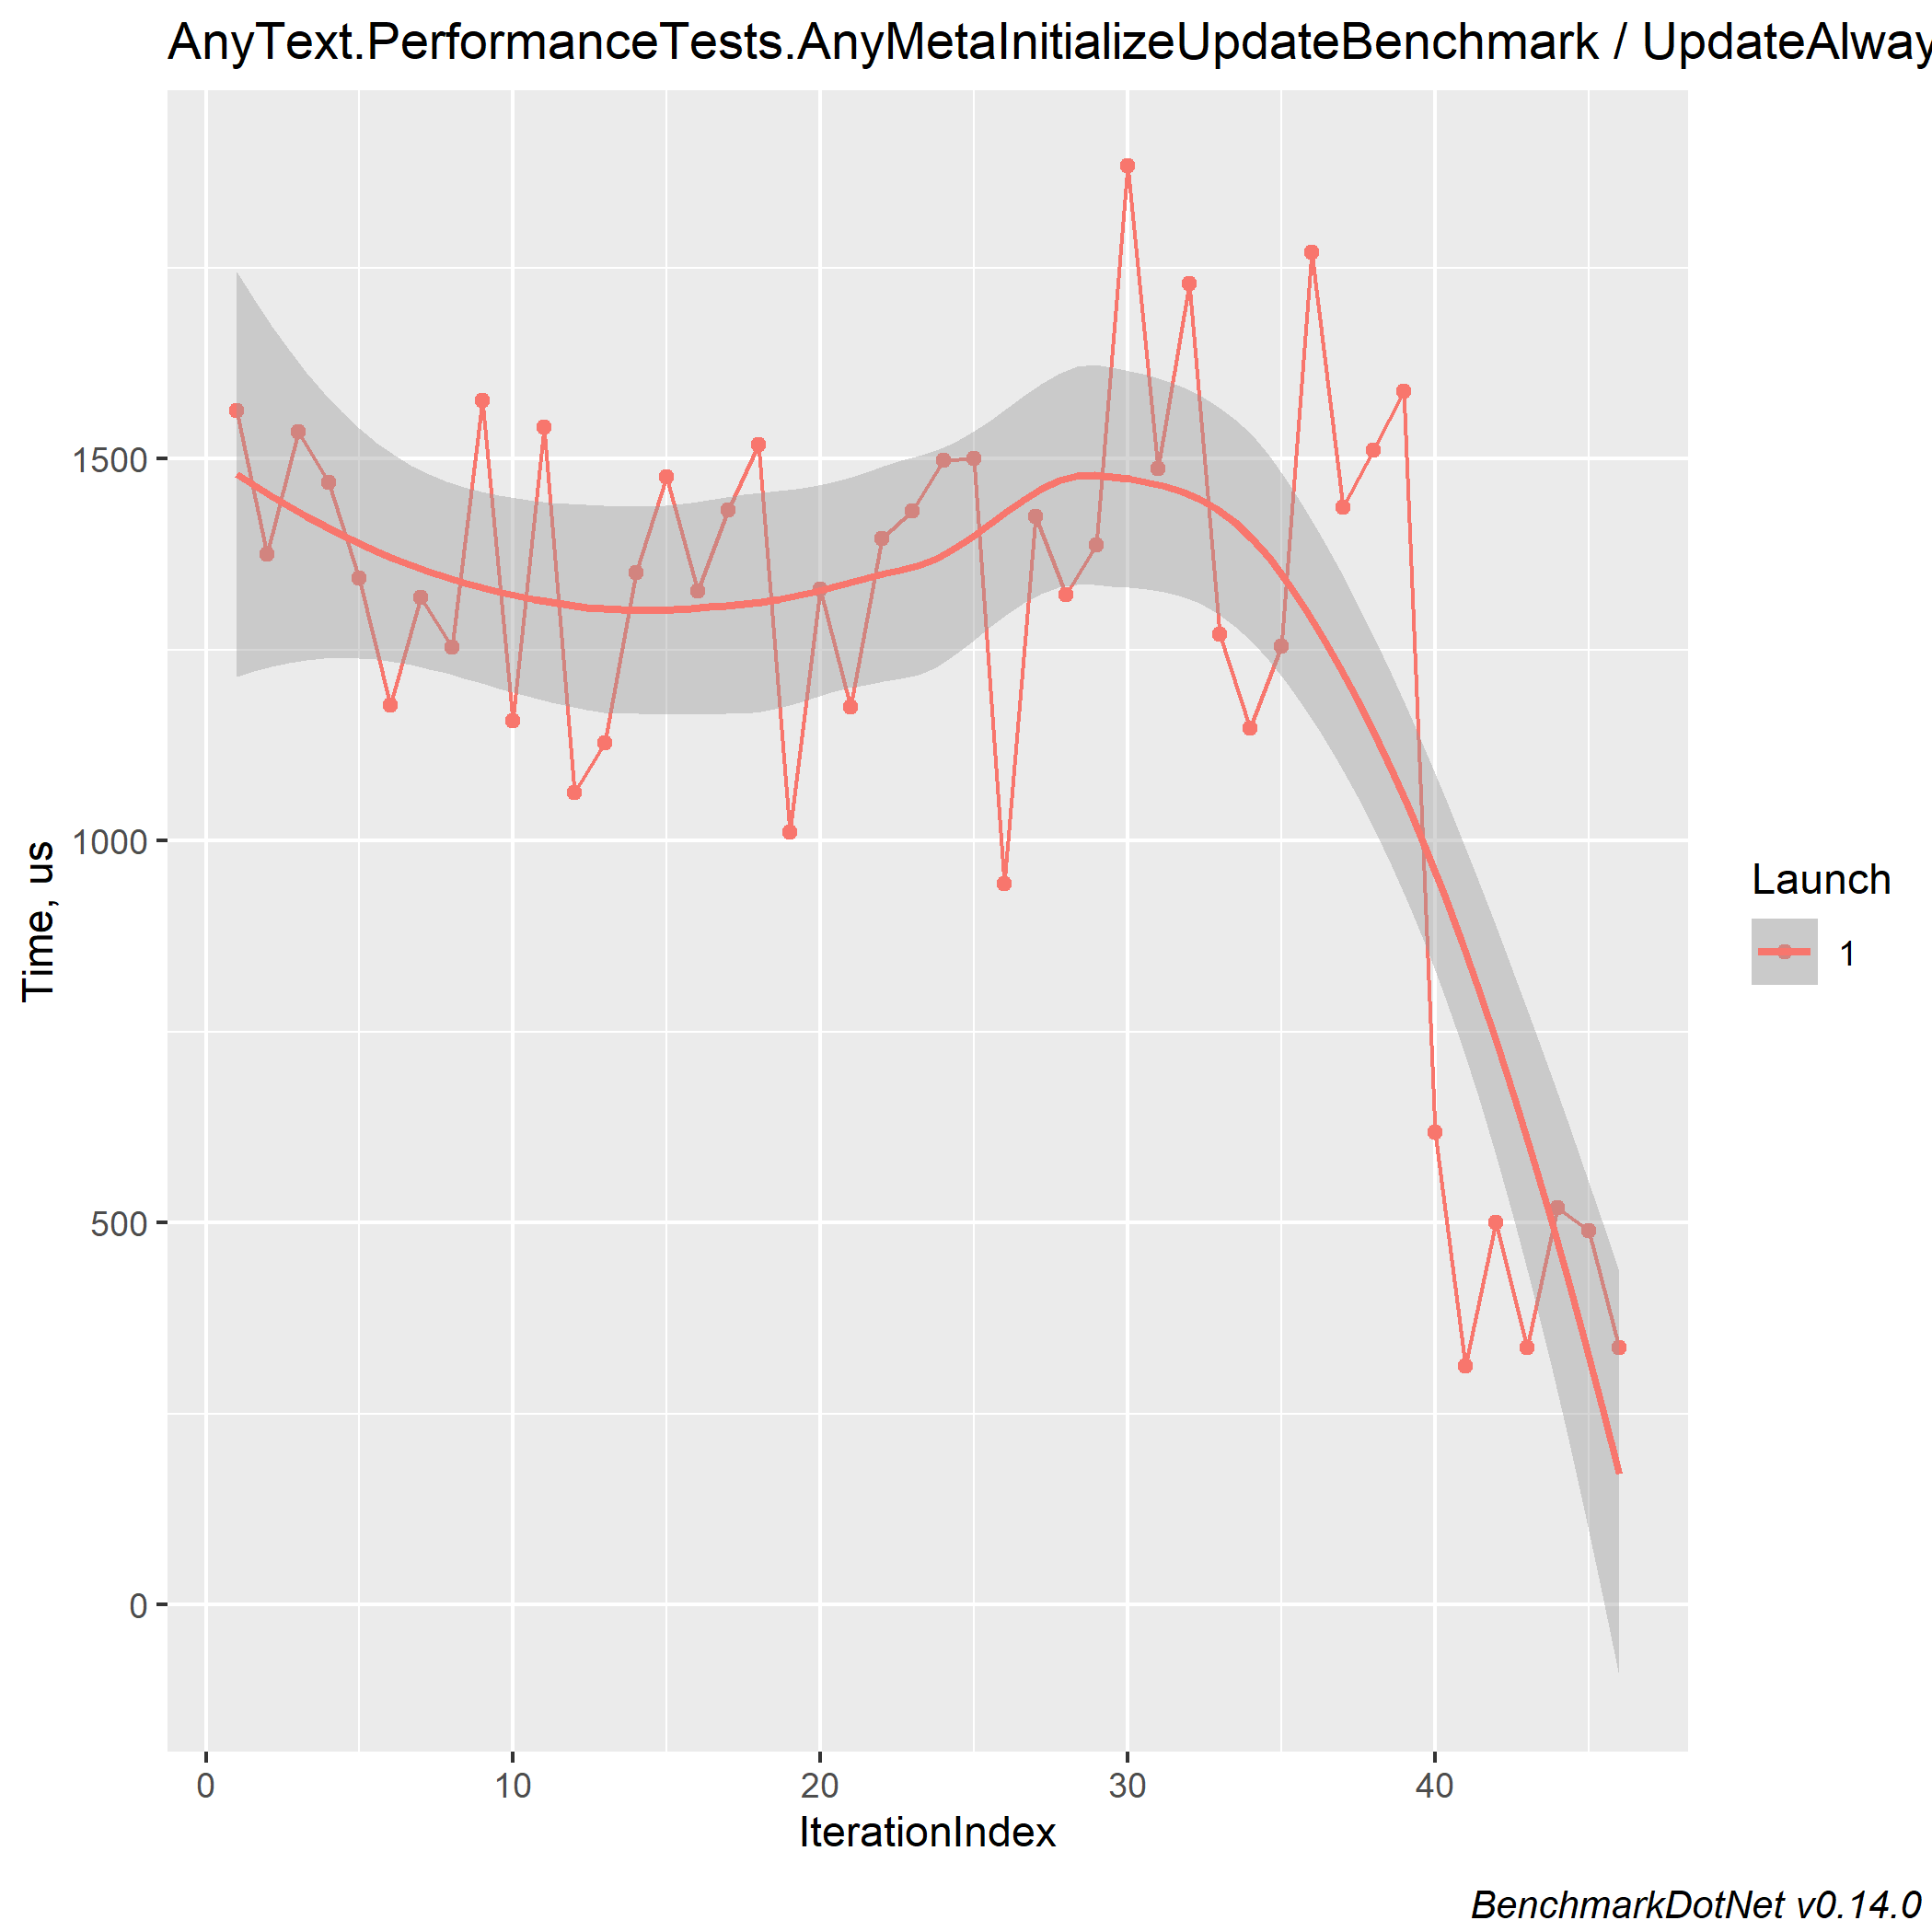 AnyText.PerformanceTests.AnyMetaInitializeUpdateBenchmark / UpdateAlway
Time, us
1500
1000
500
0
0 10 20 30 40
IterationIndex
Launch
1
BenchmarkDotNet v0.14.0